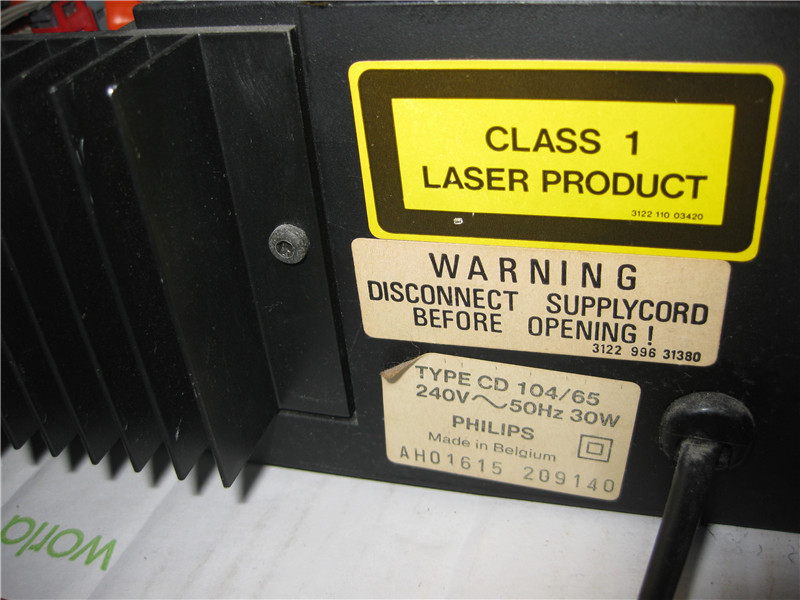 CLASS 1
LASER PRODUCT
3122 110 03420
WARNING
DISCONNECT SUPPLYCORD
BEFORE OPENING!
3122 996 31380
TYPE CD 104/65
240V ~ 50Hz 30W
PHILIPS
Made in Belgium
AH01615 209140
world